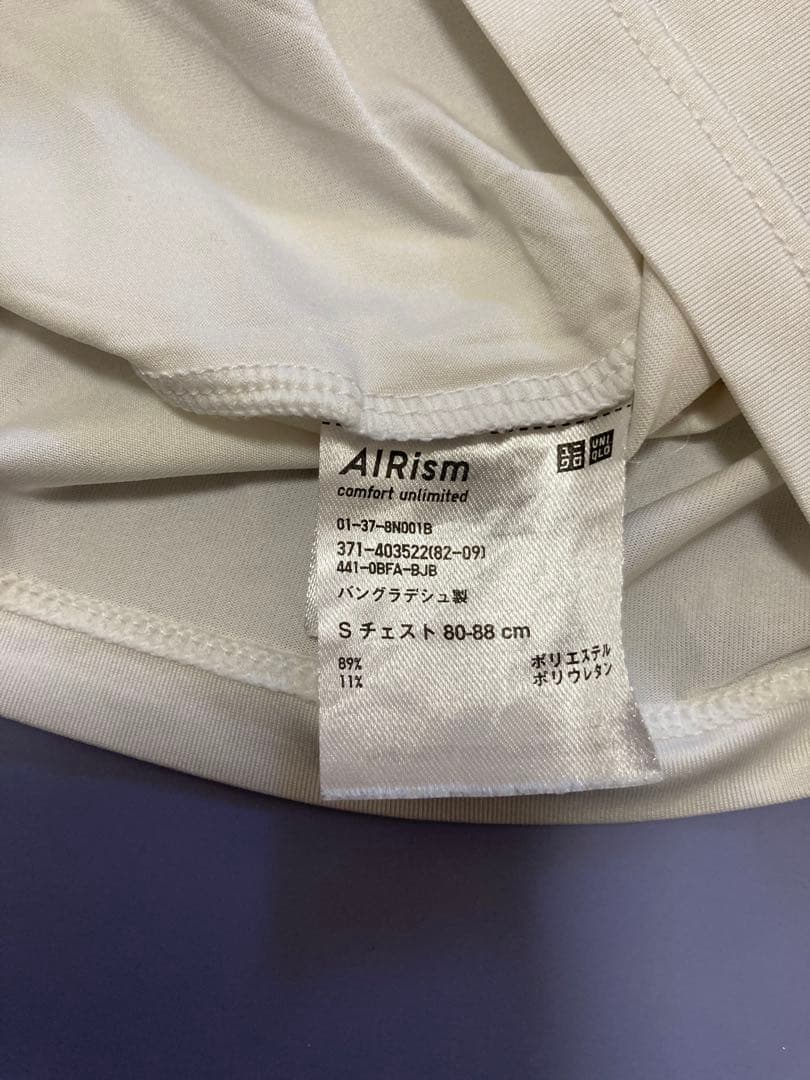 AIRism
ユニクロ UNIQLO
comfort unlimited
01-37-8N001B
371-403522(82-09)
441-0BFA-BJB
バングラデシュ製
S チェスト 80-88 cm
89% ポリエステル
11% ポリウレタン